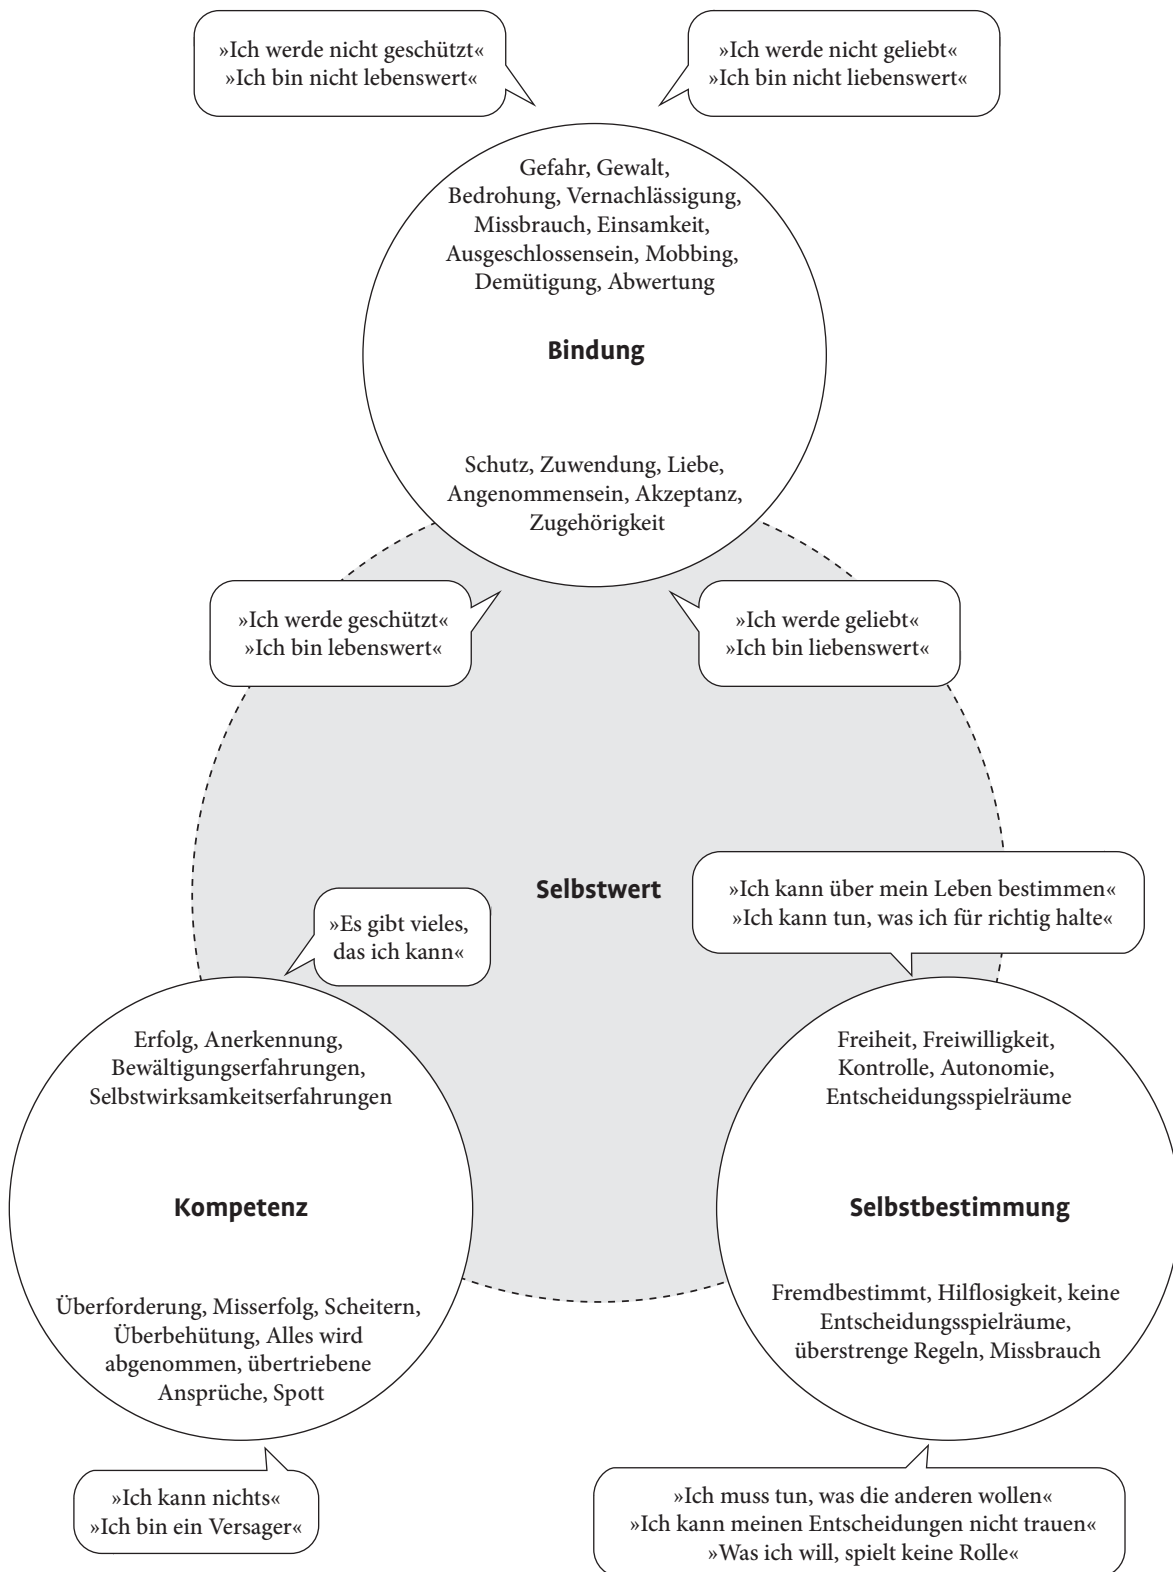 »Ich werde nicht geschützt«
»Ich bin nicht lebenswert«
»Ich werde nicht geliebt«
»Ich bin nicht liebenswert«
Gefahr, Gewalt,
Bedrohung, Vernachlässigung,
Missbrauch, Einsamkeit,
Ausgeschlossensein, Mobbing,
Demütigung, Abwertung
Bindung
Schutz, Zuwendung, Liebe,
Angenommensein, Akzeptanz,
Zugehörigkeit
»Ich werde geschützt«
»Ich bin lebenswert«
»Ich werde geliebt«
»Ich bin liebenswert«
Selbstwert
»Es gibt vieles,
das ich kann«
»Ich kann über mein Leben bestimmen«
»Ich kann tun, was ich für richtig halte«
Erfolg, Anerkennung,
Bewältigungserfahrungen,
Selbstwirksamkeitserfahrungen
Kompetenz
Überforderung, Misserfolg, Scheitern,
Überbehütung, Alles wird
abgenommen, übertriebene
Ansprüche, Spott
»Ich kann nichts«
»Ich bin ein Versager«
Freiheit, Freiwilligkeit,
Kontrolle, Autonomie,
Entscheidungsspielräume
Selbstbestimmung
Fremdbestimmt, Hilflosigkeit, keine
Entscheidungsspielräume,
überstrenge Regeln, Missbrauch
»Ich muss tun, was die anderen wollen«
»Ich kann meinen Entscheidungen nicht trauen«
»Was ich will, spielt keine Rolle«